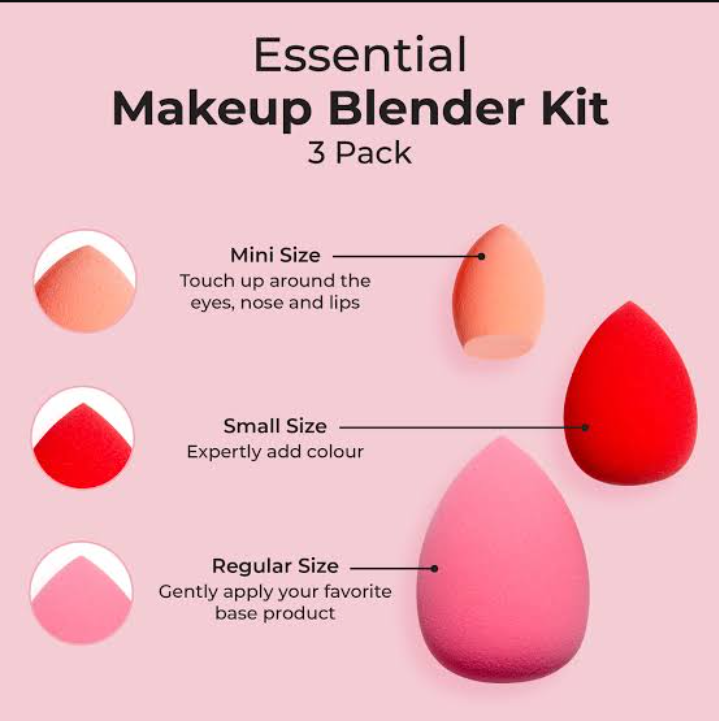 Essential
Makeup Blender Kit
3 Pack
Mini Size
Touch up around the
eyes, nose and lips
Small Size
Expertly add colour
Regular Size
Gently apply your favorite
base product